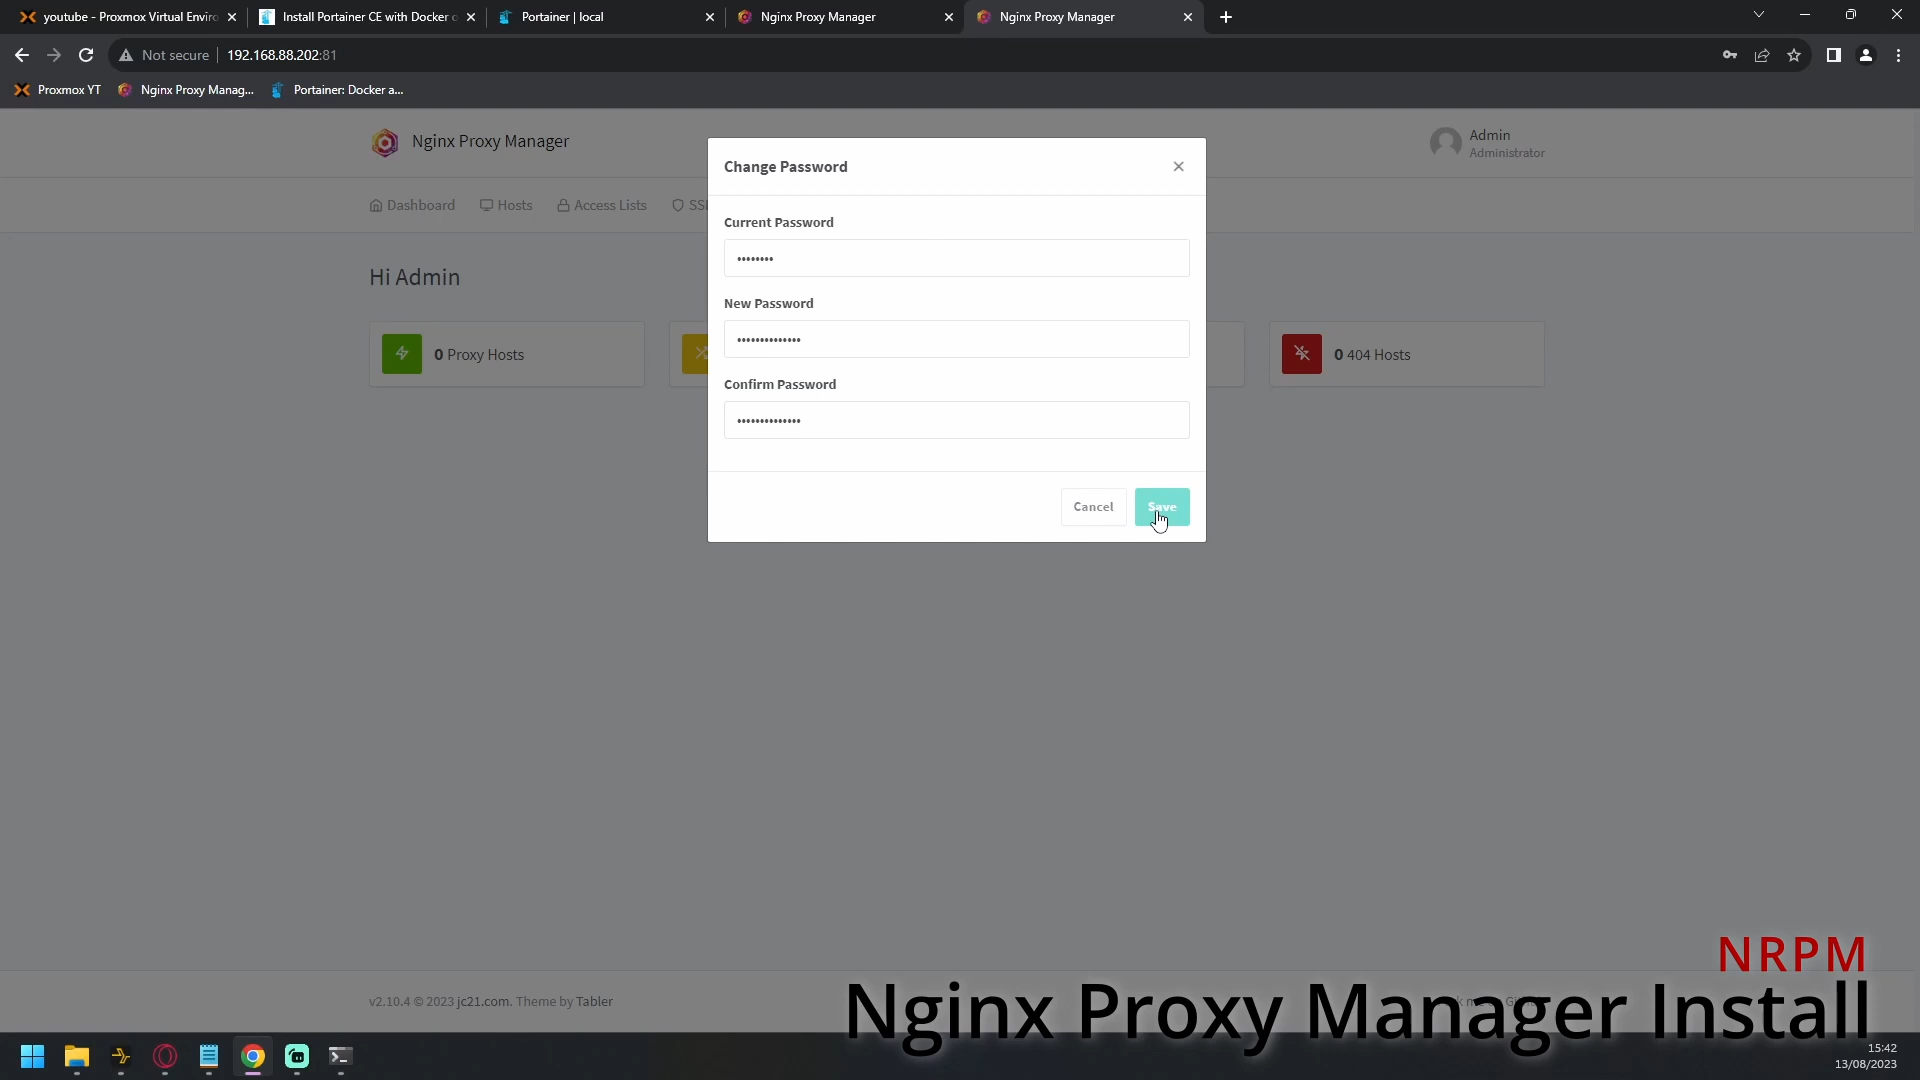 youtube - Proxmox Virtual Enviro
Install Portainer CE with Docker o
Portainer | local
Nginx Proxy Manager
Nginx Proxy Manager
Not secure
192.168.88.202:81
Proxmox YT
Nginx Proxy Manag...
Portainer: Docker a...
Nginx Proxy Manager
Admin
Administrator
Dashboard
Hosts
Access Lists
SSL
Hi Admin
0 Proxy Hosts
0 404 Hosts
Change Password
Current Password
••••••••
New Password
••••••••••••••
Confirm Password
••••••••••••••
Cancel
Save
v2.10.4 © 2023 jc21.com. Theme by Tabler
NRPM
Nginx Proxy Manager Install
15:42
13/08/2023